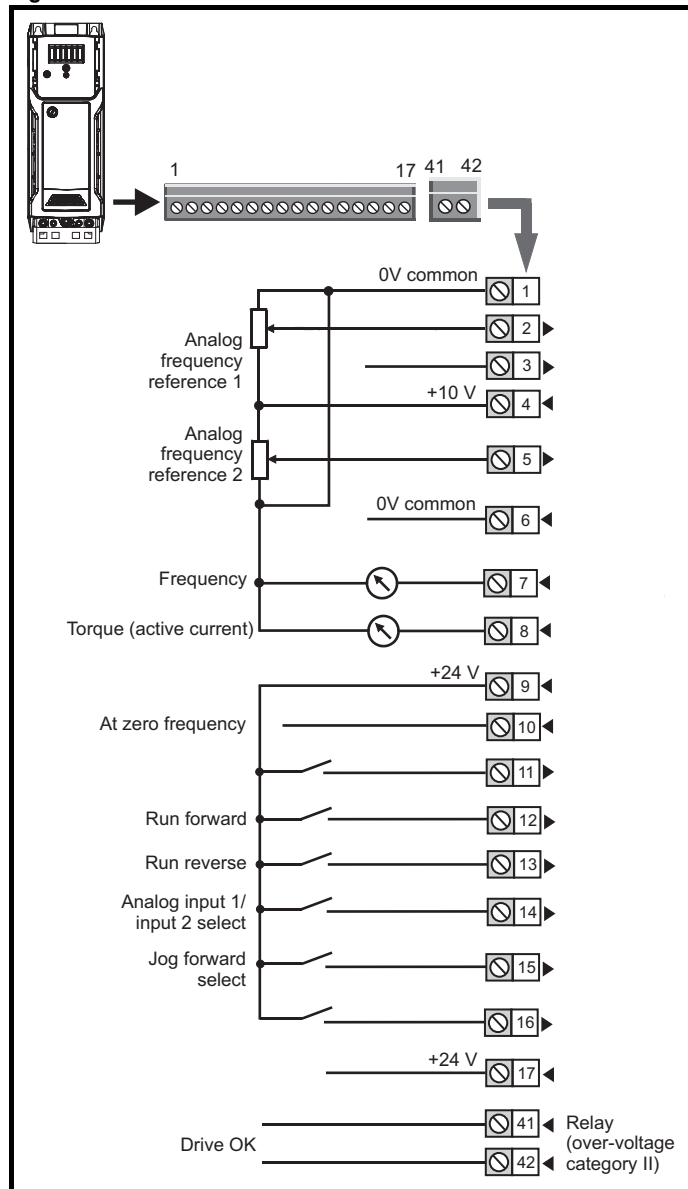 1
17
41
42
0V common
1
Analog
frequency
reference 1
2
3
+10 V
4
Analog
frequency
reference 2
5
0V common
6
Frequency
7
Torque (active current)
8
+24 V
9
At zero frequency
10
11
Run forward
12
Run reverse
13
Analog input 1/
input 2 select
14
Jog forward
select
15
16
+24 V
17
Drive OK
41
42
Relay
(over-voltage
category II)